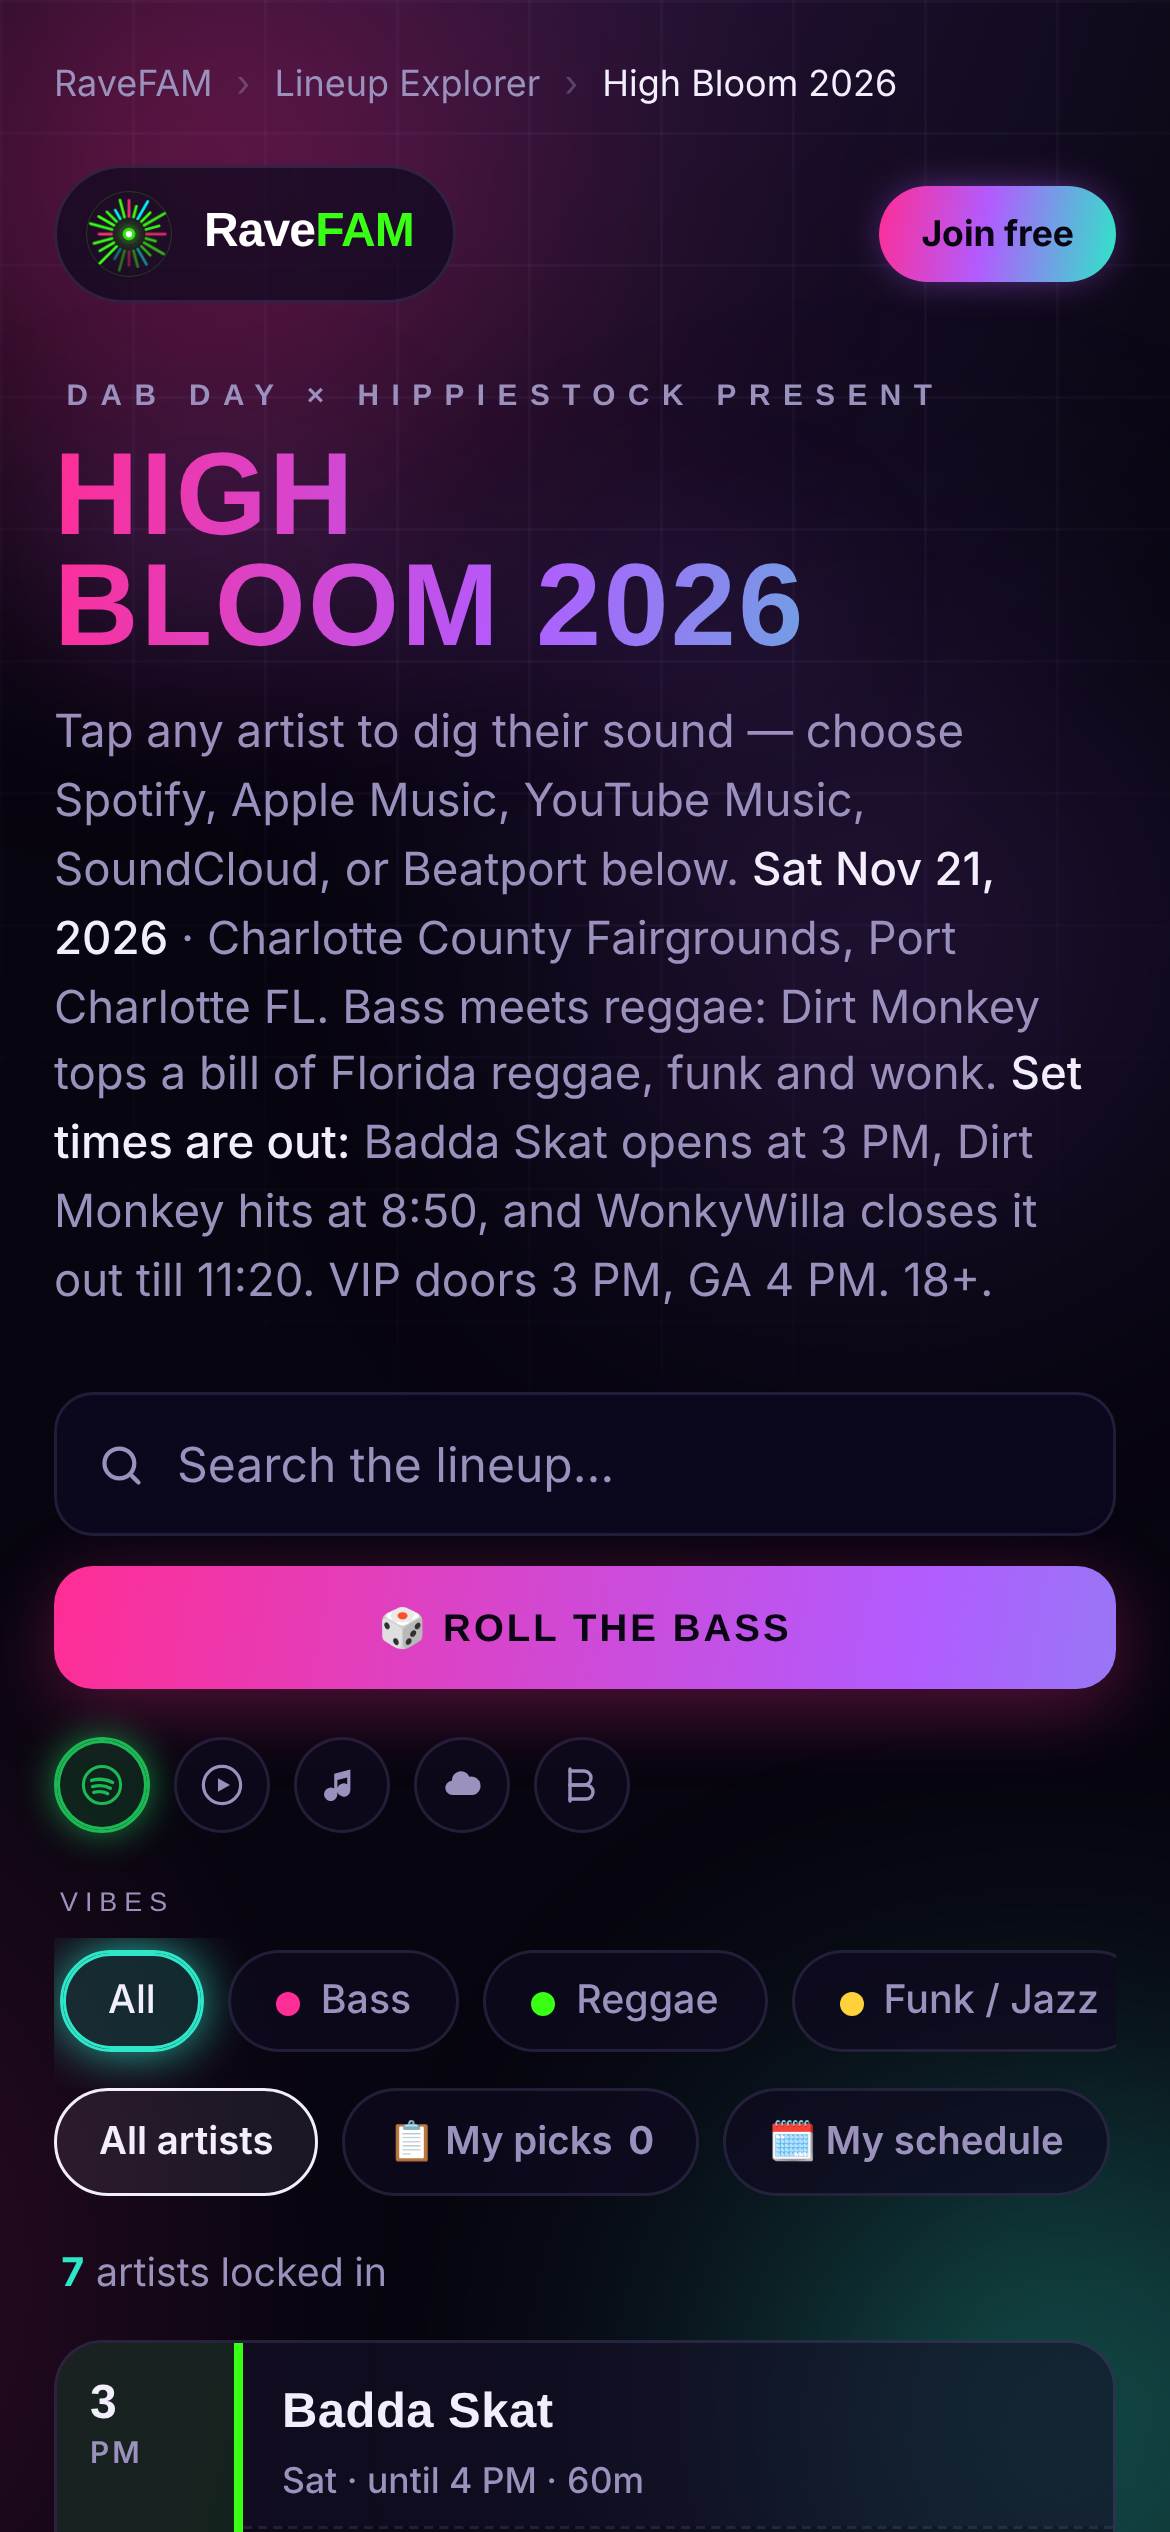 RaveFAM › Lineup Explorer › High Bloom 2026
RaveFAM
Join free
DAB DAY × HIPPIESTOCK PRESENT
HIGH
BLOOM 2026
Tap any artist to dig their sound — choose
Spotify, Apple Music, YouTube Music,
SoundCloud, or Beatport below. Sat Nov 21,
2026 · Charlotte County Fairgrounds, Port
Charlotte FL. Bass meets reggae: Dirt Monkey
tops a bill of Florida reggae, funk and wonk. Set
times are out: Badda Skat opens at 3 PM, Dirt
Monkey hits at 8:50, and WonkyWilla closes it
out till 11:20. VIP doors 3 PM, GA 4 PM. 18+.
Search the lineup...
🎲 ROLL THE BASS
VIBES
All
Bass
Reggae
Funk / Jazz
All artists
📋 My picks 0
🗓️ My schedule
7 artists locked in
3
PM
Badda Skat
Sat · until 4 PM · 60m